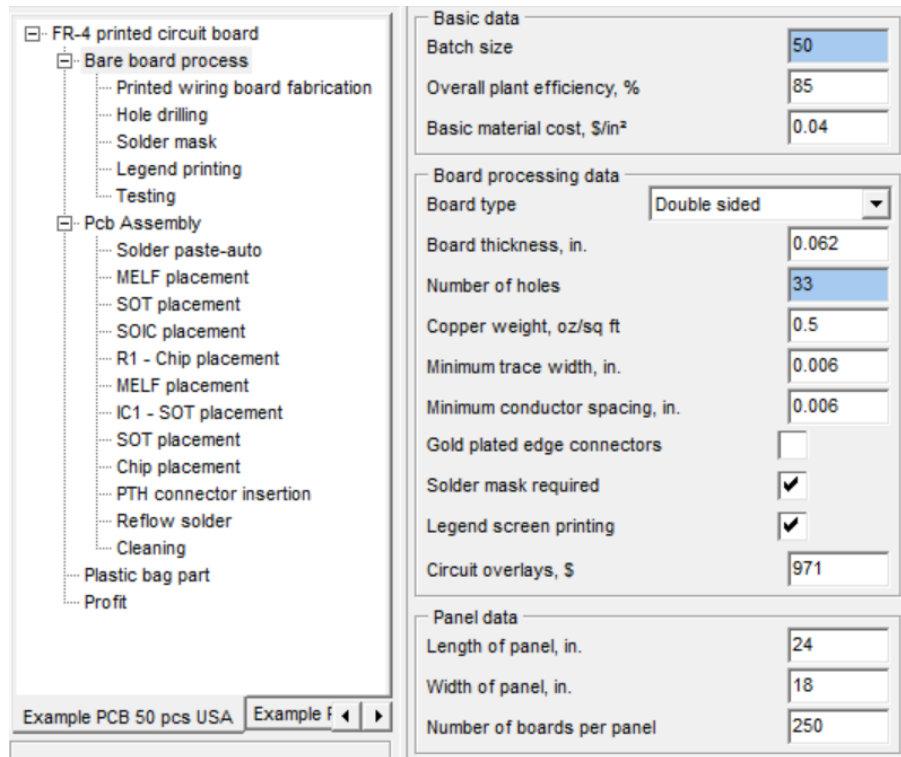 FR-4 printed circuit board
Bare board process
Printed wiring board fabrication
Hole drilling
Solder mask
Legend printing
Testing
Pcb Assembly
Solder paste-auto
MELF placement
SOT placement
SOIC placement
R1 - Chip placement
MELF placement
IC1 - SOT placement
SOT placement
Chip placement
PTH connector insertion
Reflow solder
Cleaning
Plastic bag part
Profit
Example PCB 50 pcs USA
Example
Basic data
Batch size 50
Overall plant efficiency, % 85
Basic material cost, $/in² 0.04
Board processing data
Board type Double sided
Board thickness, in. 0.062
Number of holes 33
Copper weight, oz/sq ft 0.5
Minimum trace width, in. 0.006
Minimum conductor spacing, in. 0.006
Gold plated edge connectors
Solder mask required
Legend screen printing
Circuit overlays, $ 971
Panel data
Length of panel, in. 24
Width of panel, in. 18
Number of boards per panel 250